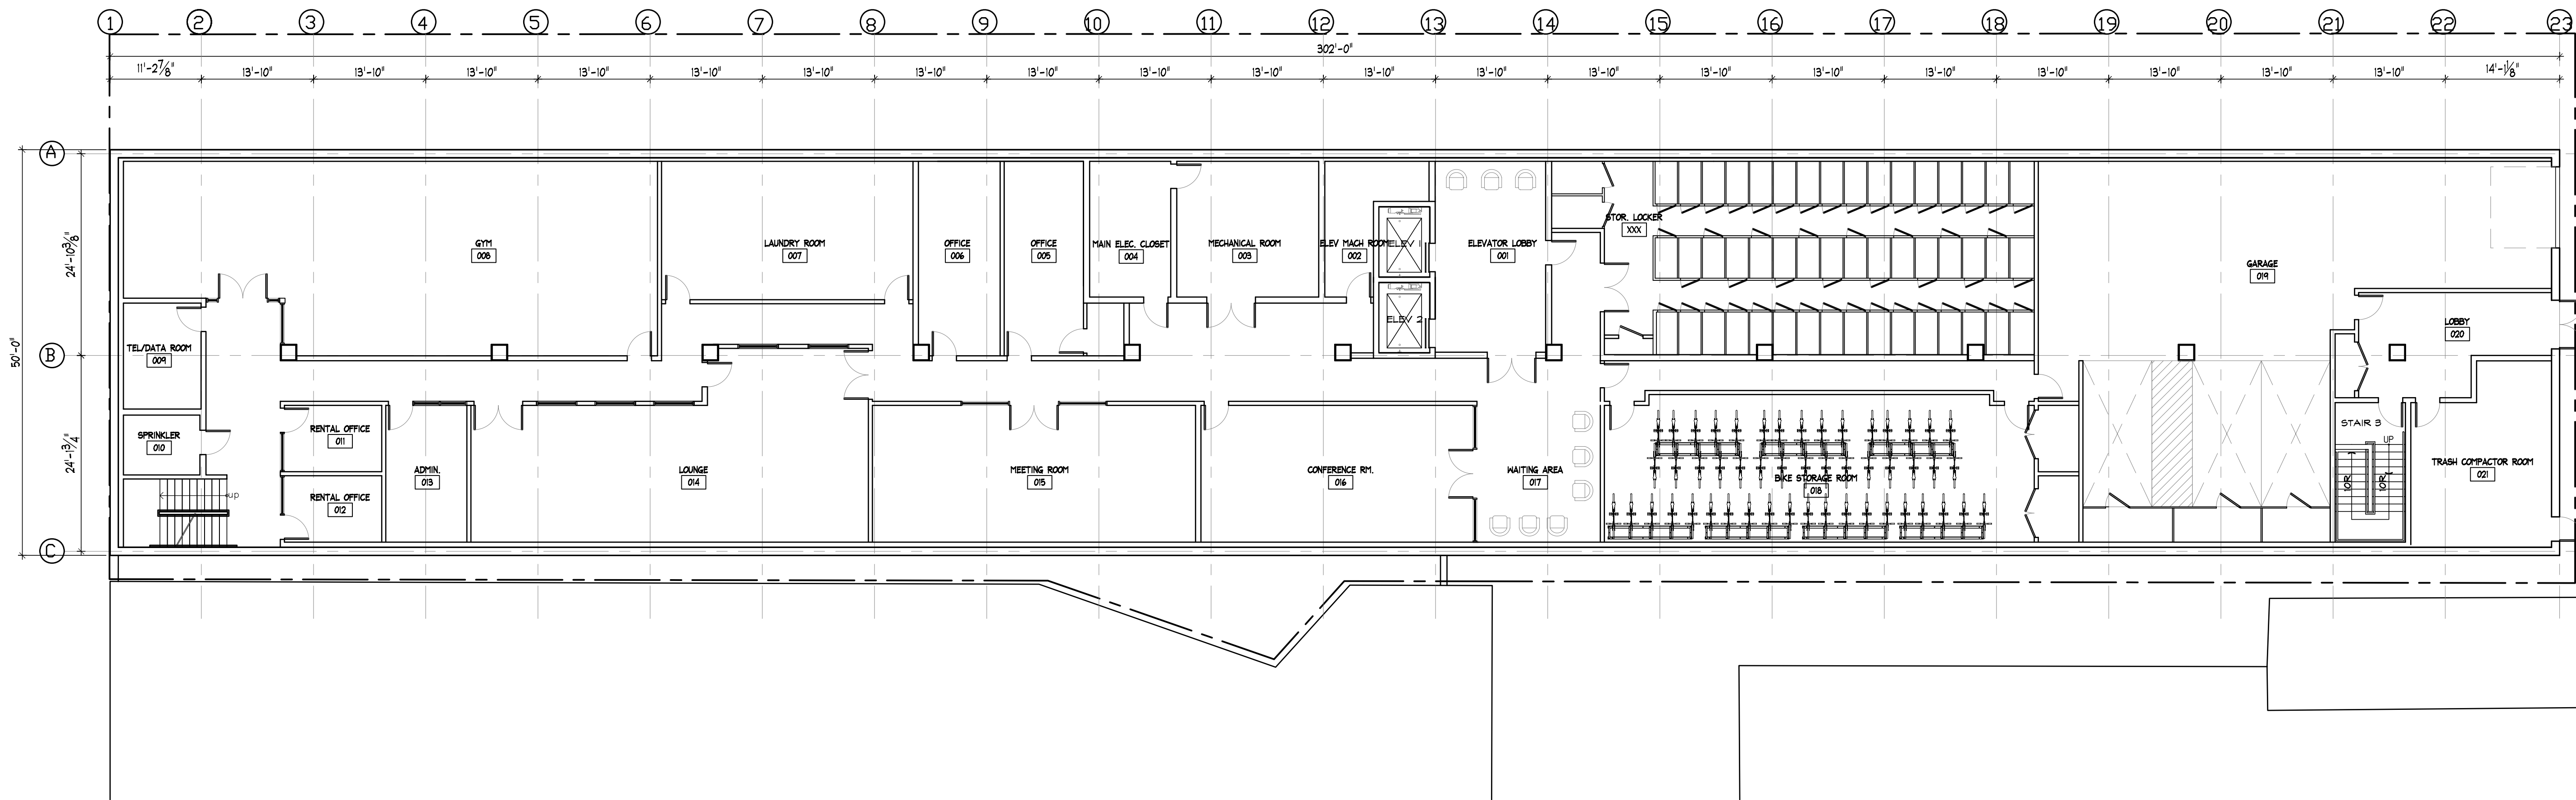 1 2 3 4 5 6 7 8 9 10 11 12 13 14 15 16 17 18 19 20 21 22 23
302'-0"
11'-2 7/8" 13'-10" 13'-10" 13'-10" 13'-10" 13'-10" 13'-10" 13'-10" 13'-10" 13'-10" 13'-10" 13'-10" 13'-10" 13'-10" 13'-10" 13'-10" 13'-10" 13'-10" 13'-10" 13'-10" 13'-10" 14'-1 1/8"
A
B
C
50'-0"
24'-10 3/8"
24'-1 3/4"
GYM
008
LAUNDRY ROOM
007
OFFICE
006
OFFICE
005
MAIN ELEC. CLOSET
004
MECHANICAL ROOM
003
ELEV MACH ROOM
002
ELEV 1
ELEV 2
ELEVATOR LOBBY
001
STOR. LOCKER
XXX
GARAGE
019
LOBBY
020
TEL/DATA ROOM
009
SPRINKLER
010
up
RENTAL OFFICE
011
RENTAL OFFICE
012
ADMIN.
013
LOUNGE
014
MEETING ROOM
015
CONFERENCE RM.
016
WAITING AREA
017
BIKE STORAGE ROOM
018
STAIR 3
UP
10R
10R
TRASH COMPACTOR ROOM
021